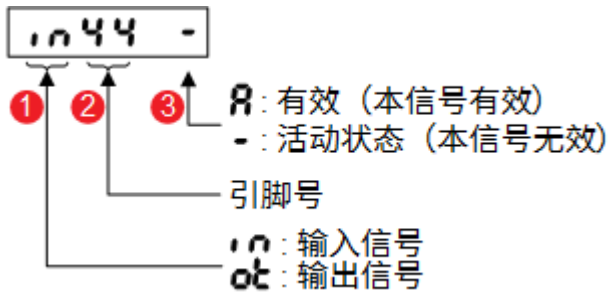 in44 -
1 2 3
A : 有效（本信号有效）
- : 活动状态（本信号无效）
引脚号
in : 输入信号
ot : 输出信号